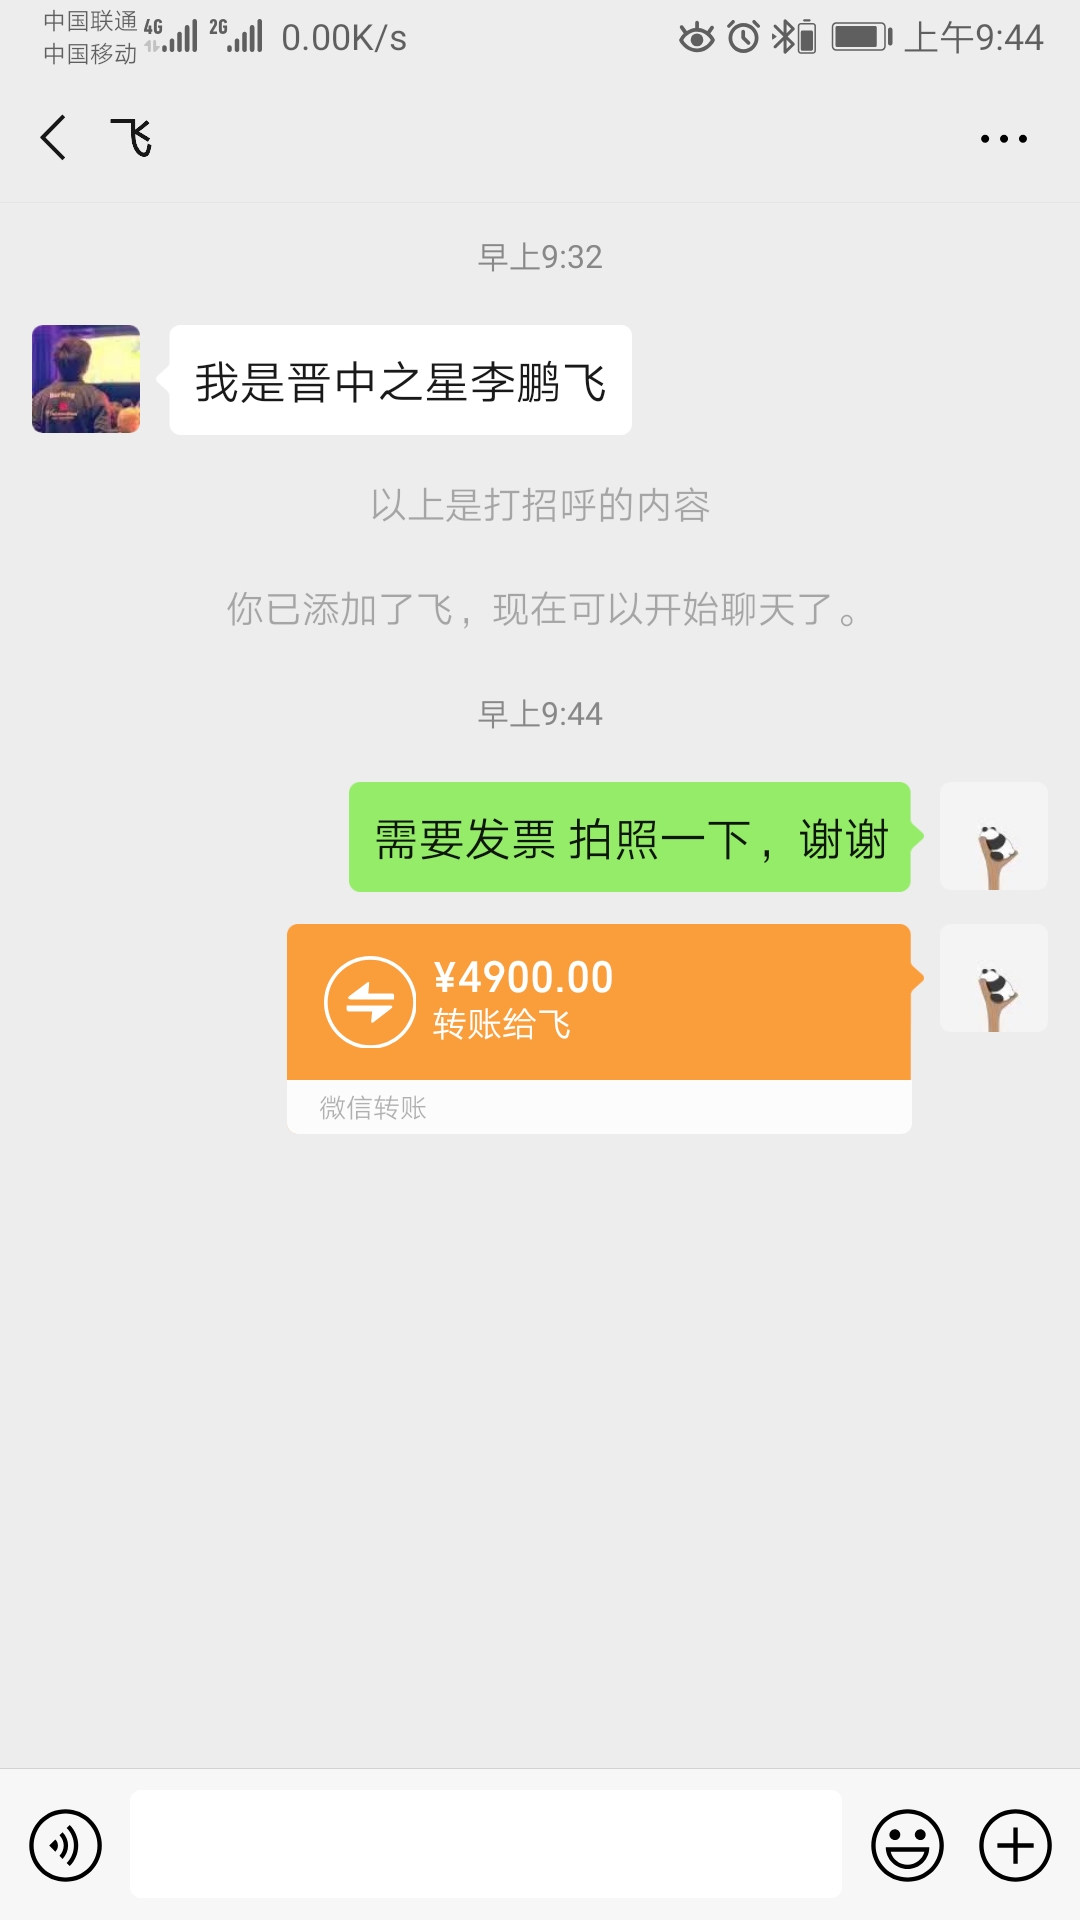 中国联通 4G 2G 0.00K/s 上午9:44
中国移动
飞
早上9:32
我是晋中之星李鹏飞
以上是打招呼的内容
你已添加了飞，现在可以开始聊天了。
早上9:44
需要发票 拍照一下，谢谢
¥4900.00
转账给飞
微信转账